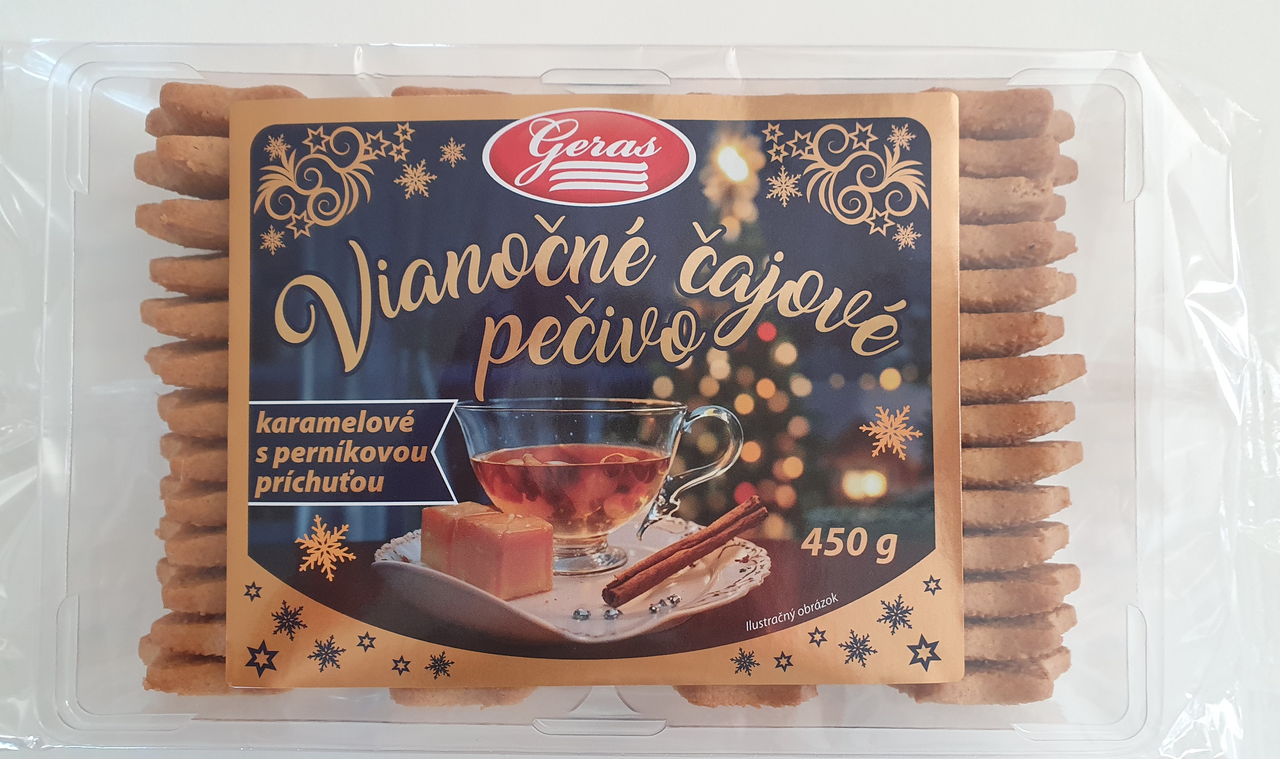 Geras
Vianočné čajové
pečivo
karamelové
s perníkovou
príchuťou
450 g
Ilustračný obrázok